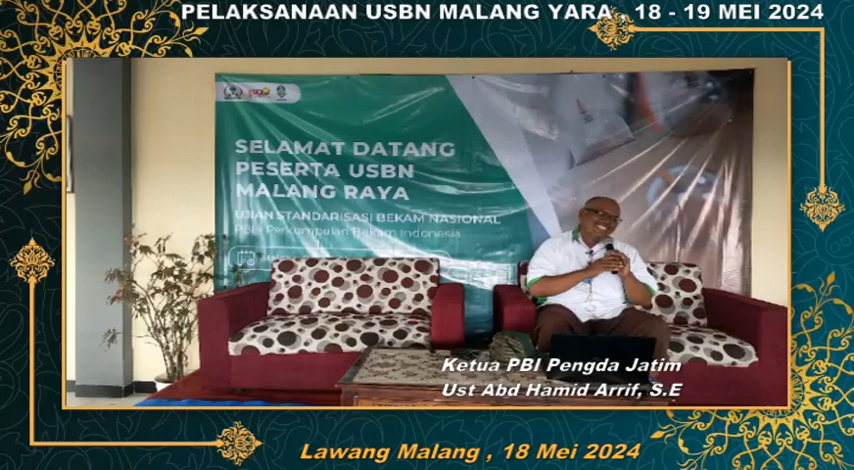 PELAKSANAAN USBN MALANG YARA , 18 - 19 MEI 2024
SELAMAT DATANG
PESERTA USBN
MALANG RAYA
UJIAN STANDARISASI BEKAM NASIONAL
PBI Perkumpulan Bekam Indonesia
Ketua PBI Pengda Jatim
Ust Abd Hamid Arrif, S.E
Lawang Malang , 18 Mei 2024